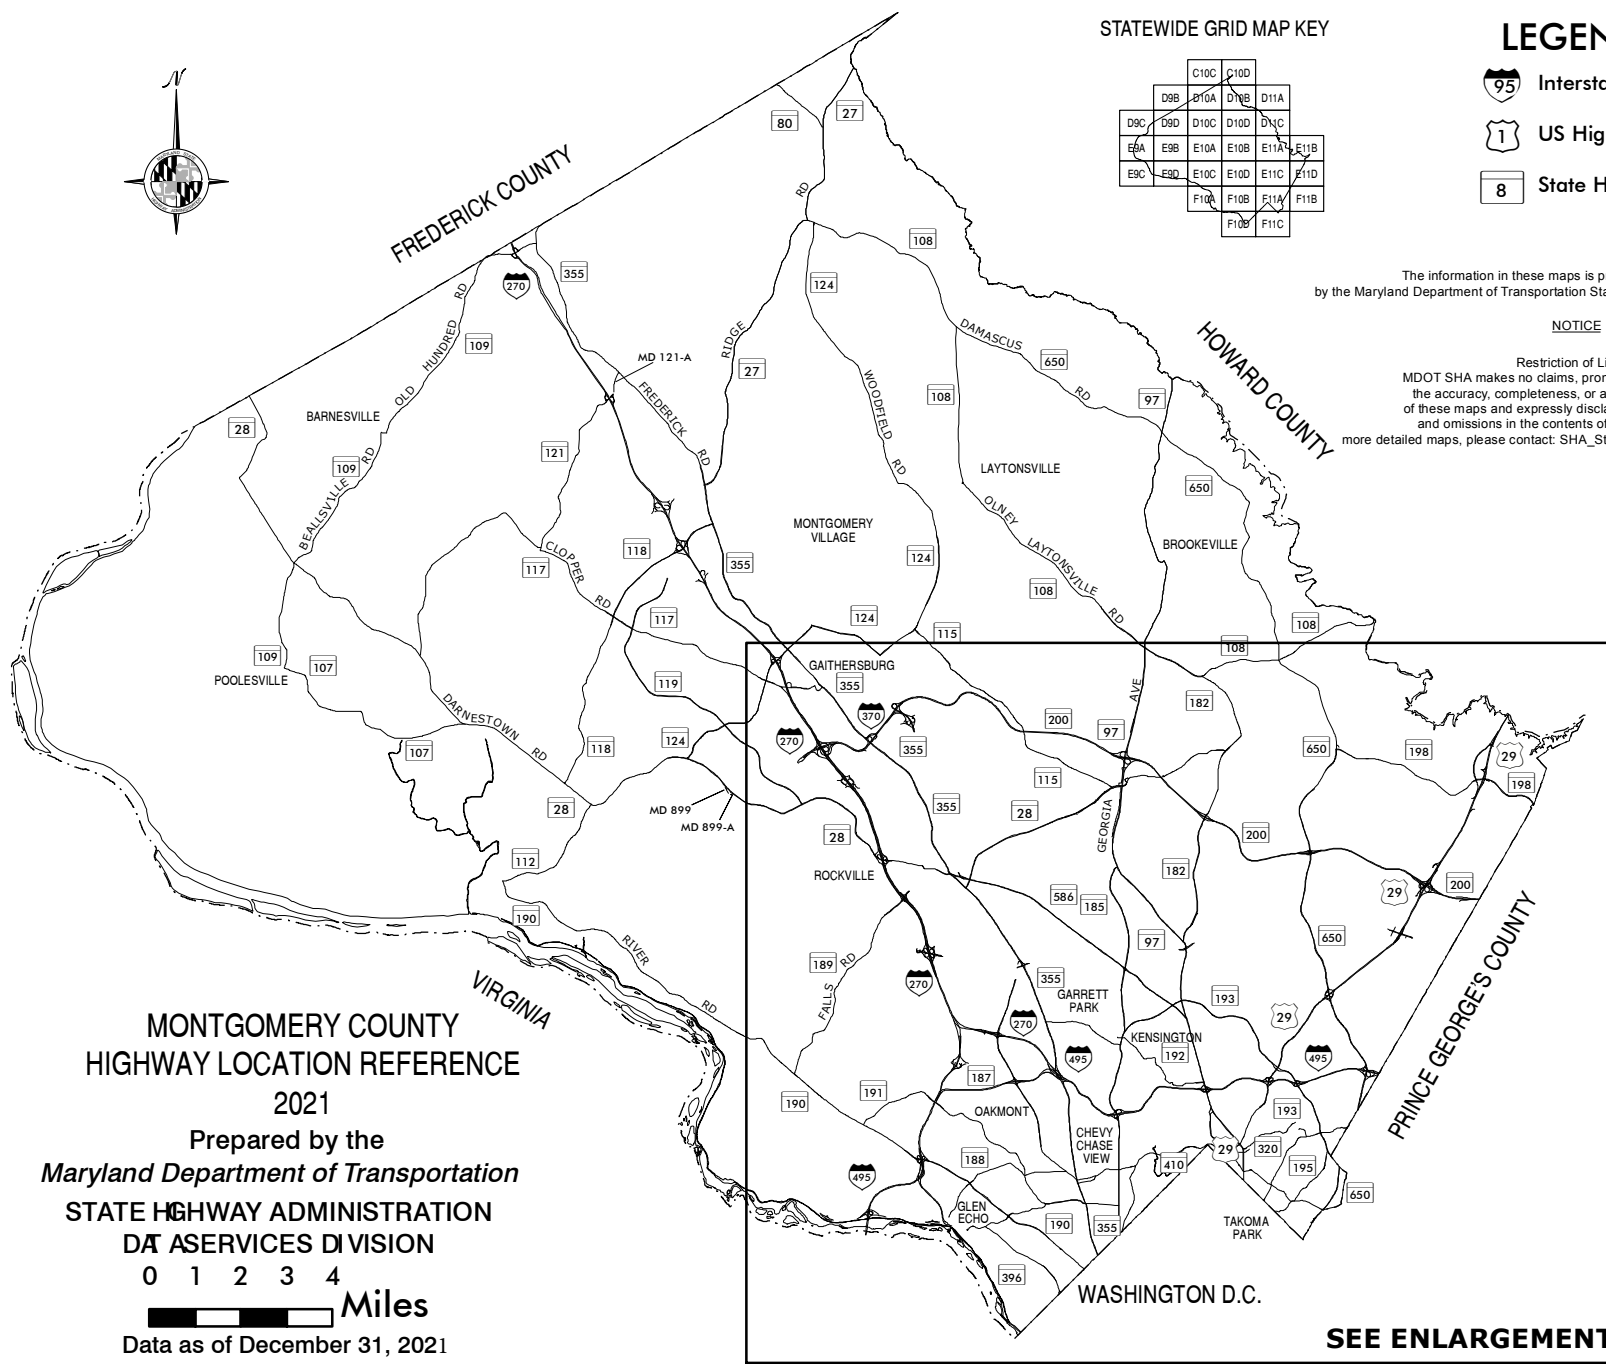 STATEWIDE GRID MAP KEY
C10C C10D
D9B D10A D10B D11A
D9C D9D D10C D10D D11C
E9A E9B E10A E10B E11A E11B
E9C E9D E10C E10D E11C E11D
F10A F10B F11A F11B
F10D F11C
LEGEN
95 Intersta
1 US Hig
8 State H
The information in these maps is p
by the Maryland Department of Transportation Sta
NOTICE
Restriction of Li
MDOT SHA makes no claims, pron
the accuracy, completeness, or a
of these maps and expressly discla
and omissions in the contents of
more detailed maps, please contact: SHA_St
FREDERICK COUNTY
HOWARD COUNTY
PRINCE GEORGE'S COUNTY
VIRGINIA
WASHINGTON D.C.
80
27
RD
108
355
270
124
RIDGE
27
DAMASCUS
650
RD
97
109
OLD HUNDRED RD
MD 121-A
FREDERICK
RD
WOODFIELD
RD
108
28
BARNESVILLE
109
BEALLSVILLE RD
121
LAYTONSVILLE
650
OLNEY
LAYTONSVILLE
RD
108
MONTGOMERY
VILLAGE
BROOKEVILLE
118
117
CLOPPER
RD
355
124
117
124
115
108
108
109
107
POOLESVILLE
GAITHERSBURG
355
119
DARNESTOWN
RD
107
118
124
370
270
355
200
97
AVE
182
650
198
29
198
MD 899
MD 899-A
28
115
355
28
28
GEORGIA
200
112
ROCKVILLE
586
185
182
29
200
190
RIVER
RD
189
FALLS RD
97
650
270
355
GARRETT
PARK
193
29
270
KENSINGTON
192
495
495
187
191
190
OAKMONT
CHEVY
CHASE
VIEW
193
29
320
188
410
195
495
650
GLEN
ECHO
190
355
TAKOMA
PARK
396
MONTGOMERY COUNTY
HIGHWAY LOCATION REFERENCE
2021
Prepared by the
Maryland Department of Transportation
STATE HIGHWAY ADMINISTRATION
DATA SERVICES DIVISION
0 1 2 3 4
Miles
Data as of December 31, 2021
SEE ENLARGEMENT